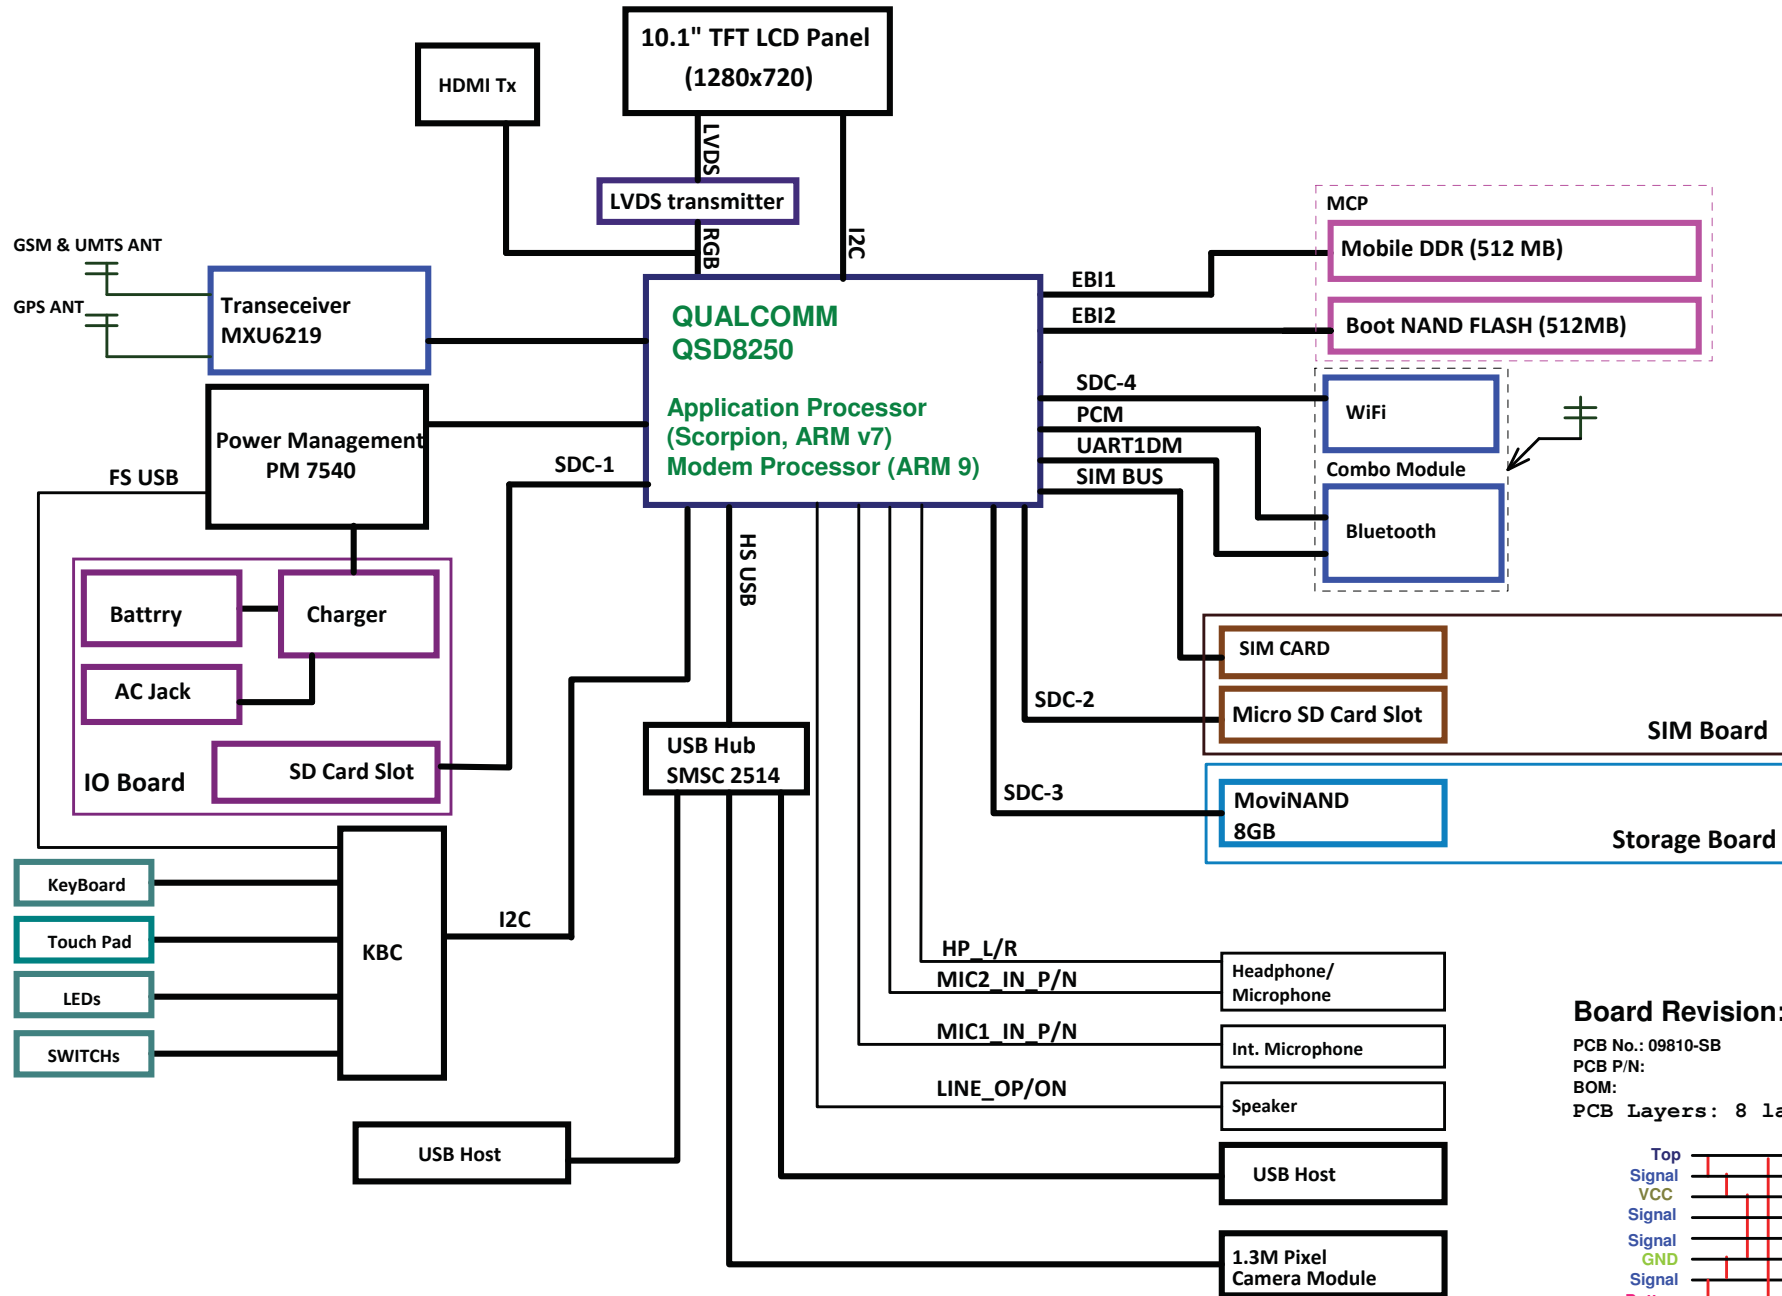 10.1" TFT LCD Panel
(1280x720)
HDMI Tx
LVDS
LVDS transmitter
RGB
I2C
GSM & UMTS ANT
GPS ANT
Transeceiver
MXU6219
QUALCOMM
QSD8250
Application Processor
(Scorpion, ARM v7)
Modem Processor (ARM 9)
EBI1
EBI2
SDC-4
PCM
UART1DM
SIM BUS
MCP
Mobile DDR (512 MB)
Boot NAND FLASH (512MB)
WiFi
Combo Module
Bluetooth
Power Management
PM 7540
FS USB
SDC-1
HS USB
Battrry
Charger
AC Jack
SD Card Slot
IO Board
SIM CARD
SDC-2
Micro SD Card Slot
SIM Board
USB Hub
SMSC 2514
SDC-3
MoviNAND
8GB
Storage Board
KeyBoard
Touch Pad
LEDs
SWITCHs
KBC
I2C
HP_L/R
MIC2_IN_P/N
Headphone/
Microphone
MIC1_IN_P/N
Int. Microphone
LINE_OP/ON
Speaker
USB Host
USB Host
1.3M Pixel
Camera Module
Board Revision:
PCB No.: 09810-SB
PCB P/N:
BOM:
PCB Layers: 8 la
Top
Signal
VCC
Signal
Signal
GND
Signal